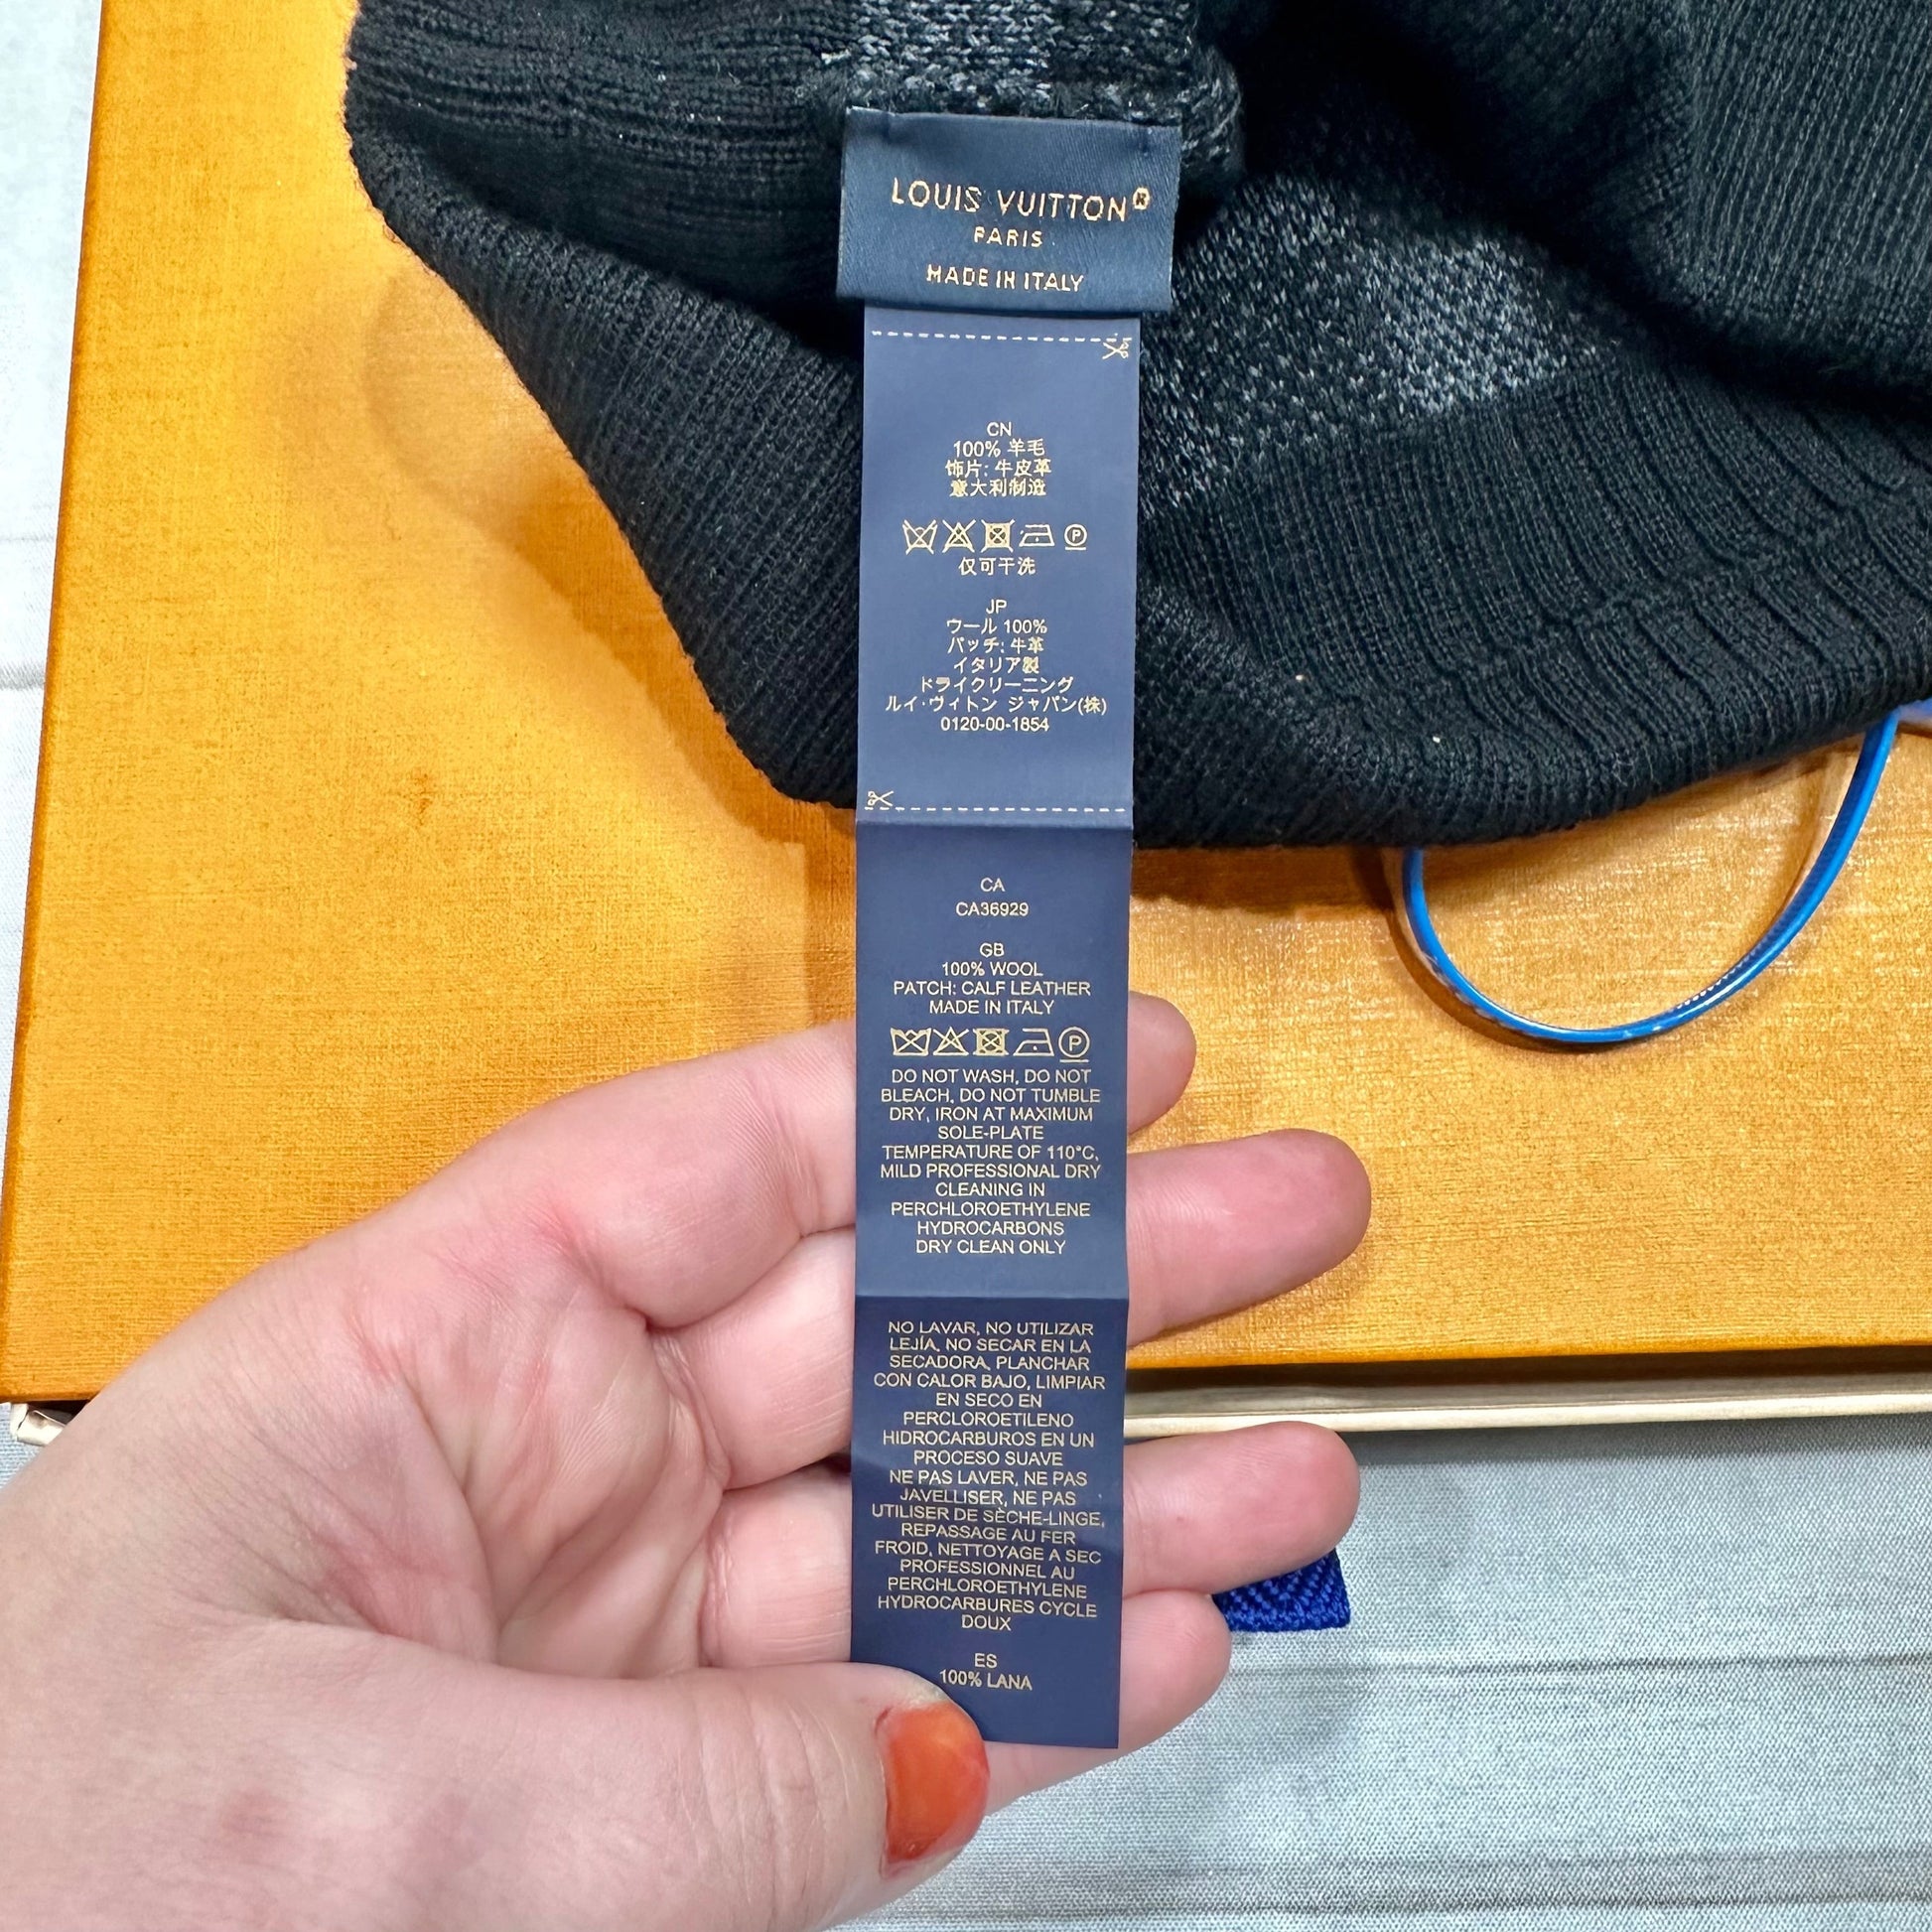 LOUIS VUITTON®
PARIS
MADE IN ITALY
CN
100% 羊毛
饰片: 牛皮革
意大利制造
P
仅可干洗
JP
ウール 100%
パッチ: 牛革
イタリア製
ドライクリーニング
ルイ・ヴィトン ジャパン(株)
0120-00-1854
CA
CA36929
GB
100% WOOL
PATCH: CALF LEATHER
MADE IN ITALY
P
DO NOT WASH, DO NOT
BLEACH, DO NOT TUMBLE
DRY, IRON AT MAXIMUM
SOLE-PLATE
TEMPERATURE OF 110°C,
MILD PROFESSIONAL DRY
CLEANING IN
PERCHLOROETHYLENE
HYDROCARBONS
DRY CLEAN ONLY
NO LAVAR, NO UTILIZAR
LEJÍA, NO SECAR EN LA
SECADORA, PLANCHAR
CON CALOR BAJO, LIMPIAR
EN SECO EN
PERCLOROETILENO
HIDROCARBUROS EN UN
PROCESO SUAVE
NE PAS LAVER, NE PAS
JAVELLISER, NE PAS
UTILISER DE SÈCHE-LINGE,
REPASSAGE AU FER
FROID, NETTOYAGE A SEC
PROFESSIONNEL AU
PERCHLOROETHYLENE
HYDROCARBURES CYCLE
DOUX
ES
100% LANA